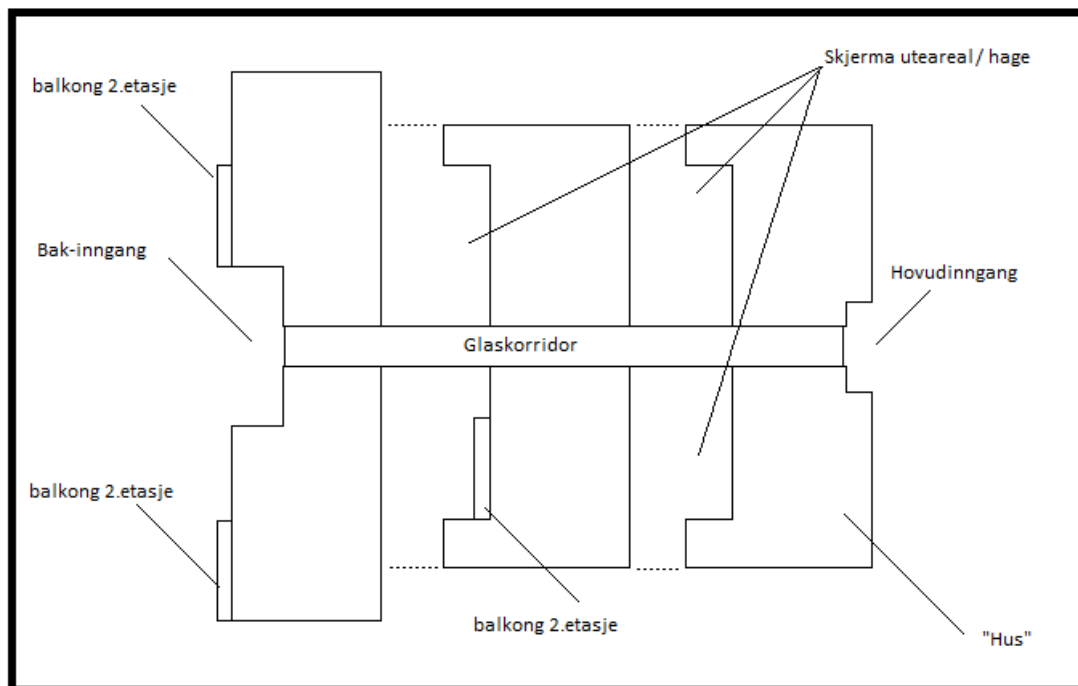 Skjerma uteareal/ hage
balkong 2.etasje
Bak-inngang
Hovudinngang
Glaskorridor
balkong 2.etasje
balkong 2.etasje
"Hus"